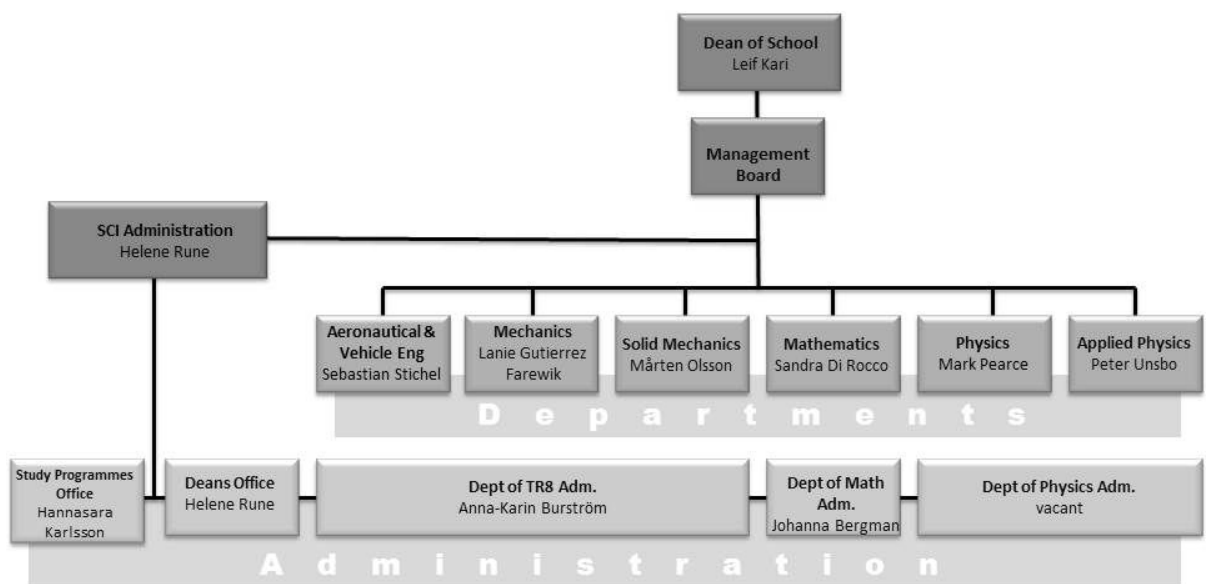 Dean of School
Leif Kari
Management
Board
SCI Administration
Helene Rune
Aeronautical &
Vehicle Eng
Sebastian Stichel
Mechanics
Lanie Gutierrez
Farewik
Solid Mechanics
Mårten Olsson
Mathematics
Sandra Di Rocco
Physics
Mark Pearce
Applied Physics
Peter Unsbo
Departments
Study Programmes
Office
Hannasara
Karlsson
Deans Office
Helene Rune
Dept of TR8 Adm.
Anna-Karin Burström
Dept of Math
Adm.
Johanna Bergman
Dept of Physics Adm.
vacant
Administration